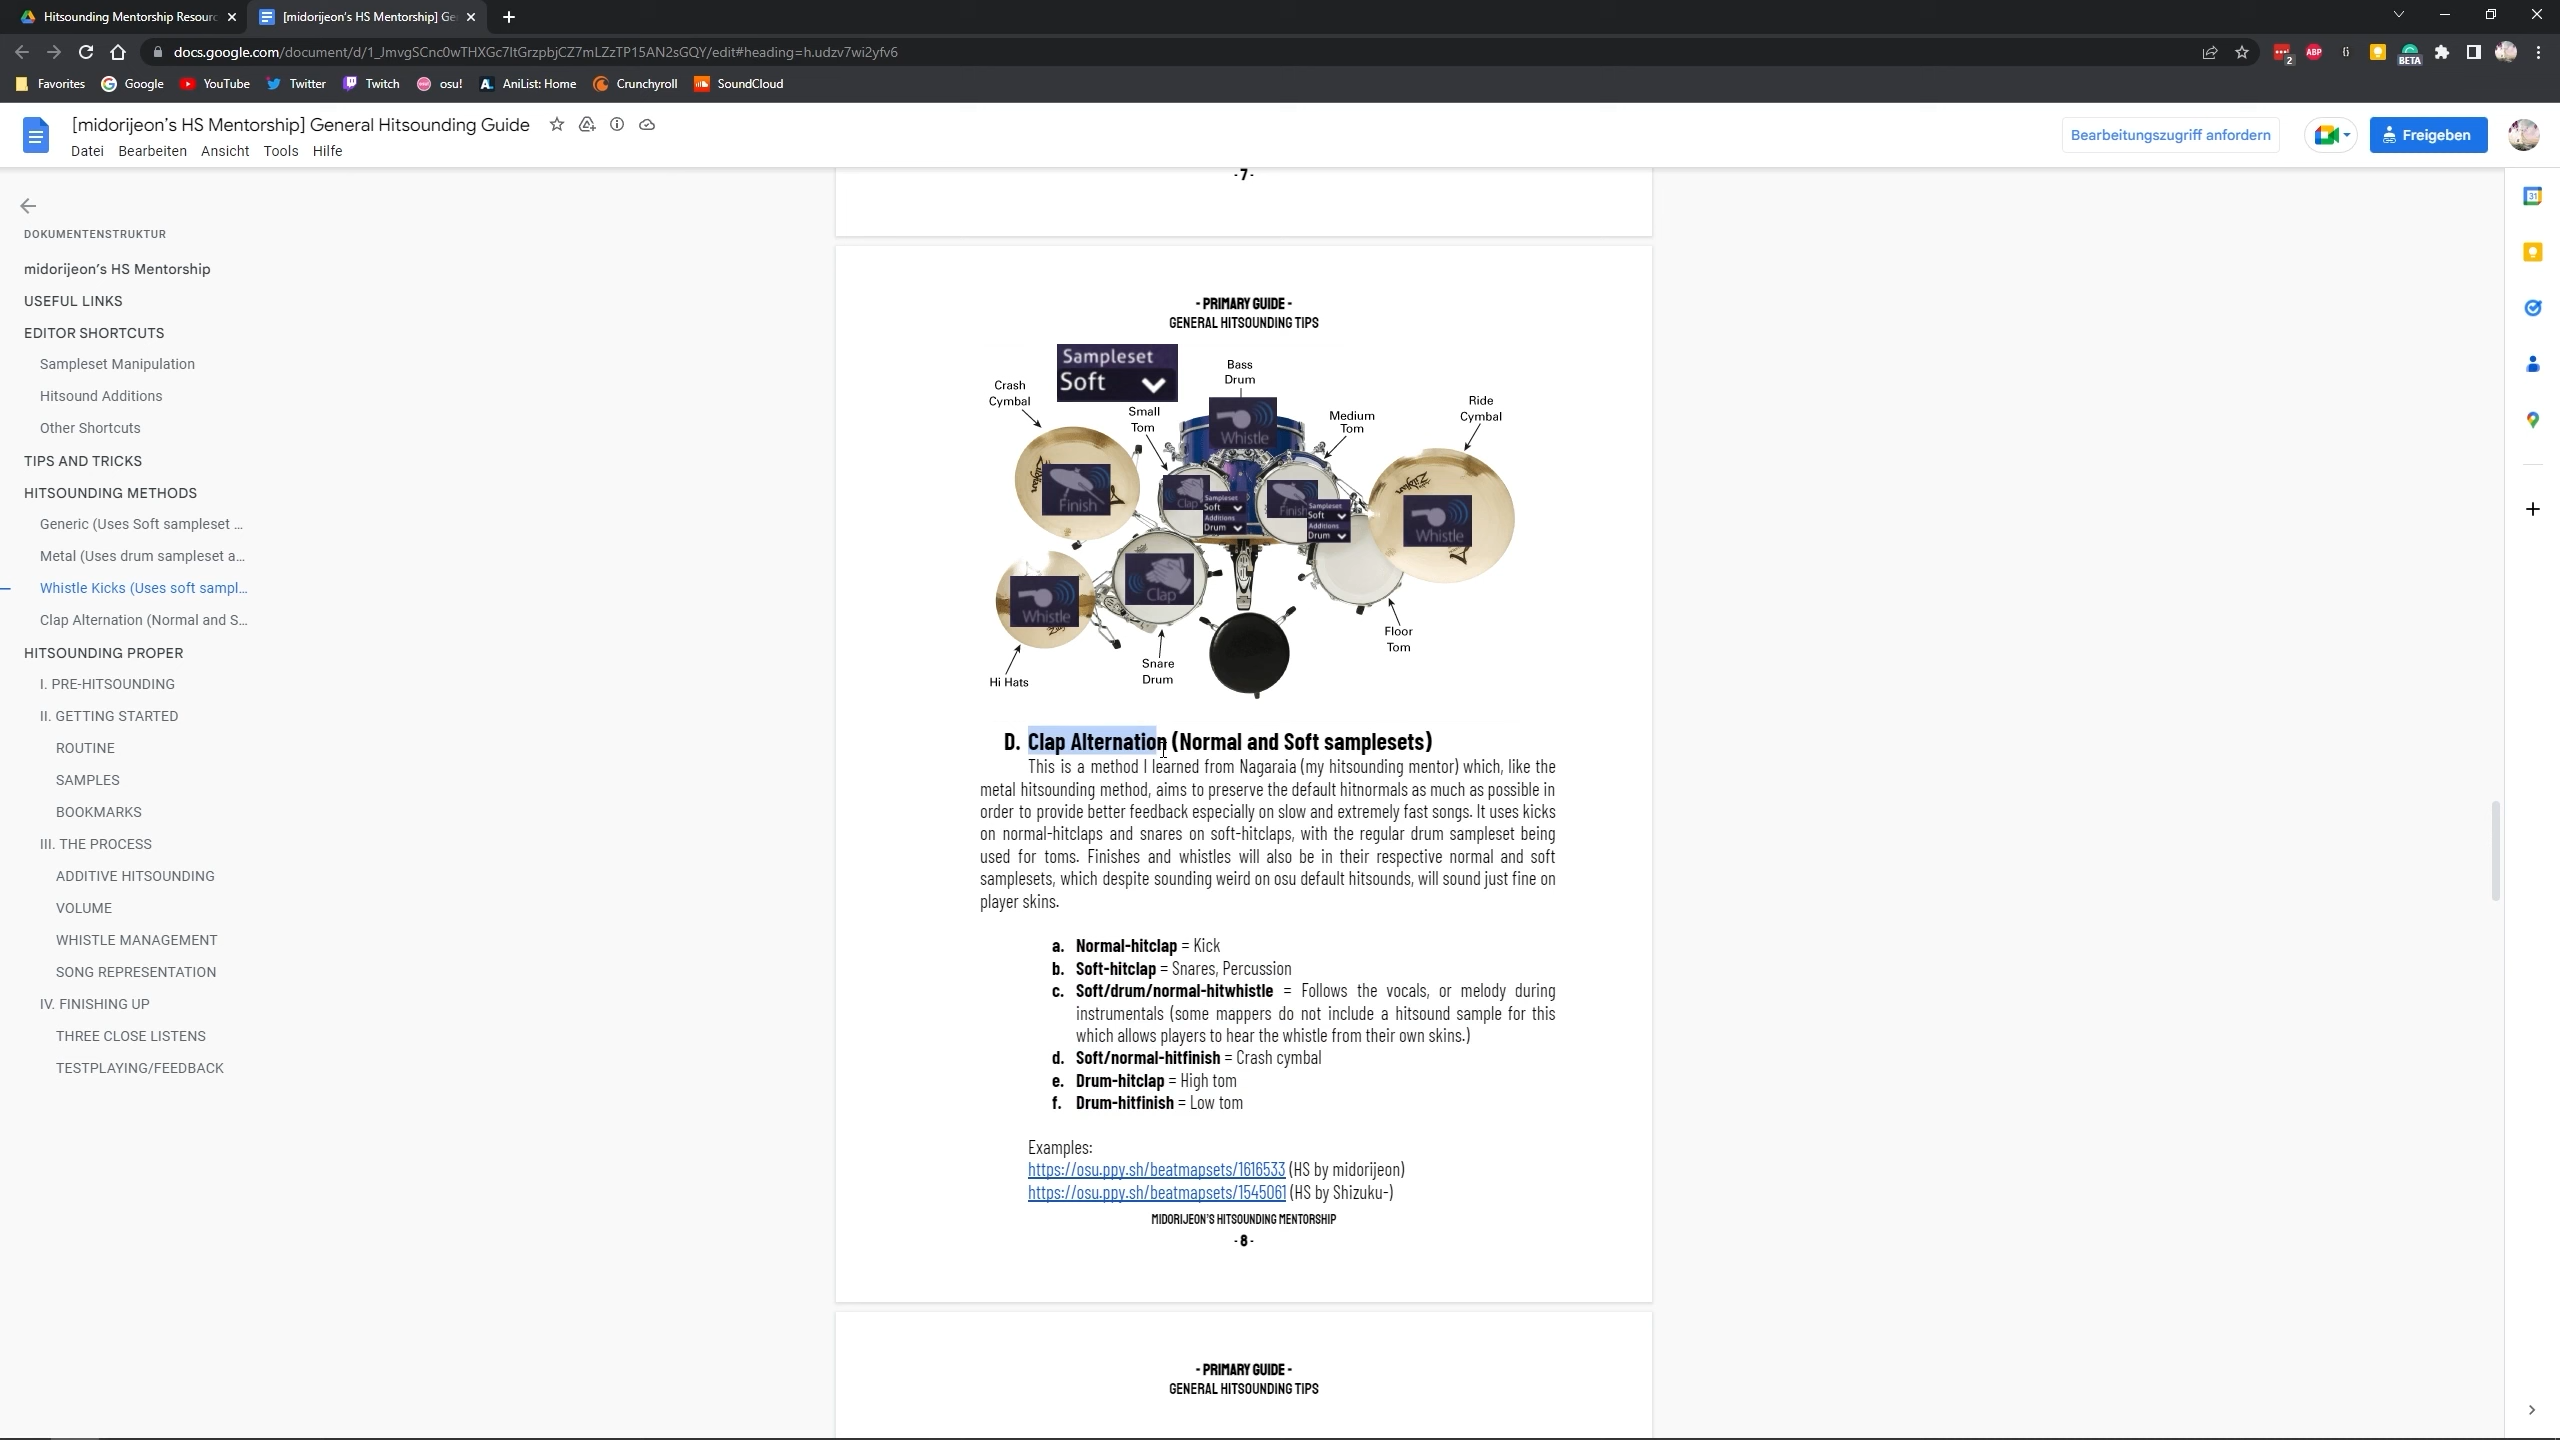 Hitsounding Mentorship Resourc
[midorijeon's HS Mentorship] Ge
docs.google.com/document/d/1_JmvgSCnc0wTHXGc7ItGrzpbjCZ7mLZzTP15AN2sGQY/edit#heading=h.udzv7wi2yfv6
2
ABP
BETA
Favorites
Google
YouTube
Twitter
Twitch
osu!
AniList: Home
Crunchyroll
SoundCloud
[midorijeon's HS Mentorship] General Hitsounding Guide
Datei Bearbeiten Ansicht Tools Hilfe
Bearbeitungszugriff anfordern
Freigeben
31
DOKUMENTENSTRUKTUR
midorijeon's HS Mentorship
USEFUL LINKS
EDITOR SHORTCUTS
Sampleset Manipulation
Hitsound Additions
Other Shortcuts
TIPS AND TRICKS
HITSOUNDING METHODS
Generic (Uses Soft sampleset ...
Metal (Uses drum sampleset a...
Whistle Kicks (Uses soft sampl...
Clap Alternation (Normal and S...
HITSOUNDING PROPER
I. PRE-HITSOUNDING
II. GETTING STARTED
ROUTINE
SAMPLES
BOOKMARKS
III. THE PROCESS
ADDITIVE HITSOUNDING
VOLUME
WHISTLE MANAGEMENT
SONG REPRESENTATION
IV. FINISHING UP
THREE CLOSE LISTENS
TESTPLAYING/FEEDBACK
- 7 -
- PRIMARY GUIDE -
GENERAL HITSOUNDING TIPS
Sampleset
Soft
Crash
Cymbal
Small
Tom
Bass
Drum
Medium
Tom
Ride
Cymbal
Whistle
Finish
Clap
Sampleset
Soft
Additions
Drum
Finish
Sampleset
Soft
Additions
Drum
Whistle
Whistle
Clap
Hi Hats
Snare
Drum
Floor
Tom
D. Clap Alternation (Normal and Soft samplesets)
This is a method I learned from Nagaraia (my hitsounding mentor) which, like the
metal hitsounding method, aims to preserve the default hitnormals as much as possible in
order to provide better feedback especially on slow and extremely fast songs. It uses kicks
on normal-hitclaps and snares on soft-hitclaps, with the regular drum sampleset being
used for toms. Finishes and whistles will also be in their respective normal and soft
samplesets, which despite sounding weird on osu default hitsounds, will sound just fine on
player skins.
a. Normal-hitclap = Kick
b. Soft-hitclap = Snares, Percussion
c. Soft/drum/normal-hitwhistle = Follows the vocals, or melody during
instrumentals (some mappers do not include a hitsound sample for this
which allows players to hear the whistle from their own skins.)
d. Soft/normal-hitfinish = Crash cymbal
e. Drum-hitclap = High tom
f. Drum-hitfinish = Low tom
Examples:
https://osu.ppy.sh/beatmapsets/1616533 (HS by midorijeon)
https://osu.ppy.sh/beatmapsets/1545061 (HS by Shizuku-)
MIDORIJEON'S HITSOUNDING MENTORSHIP
- 8 -
- PRIMARY GUIDE -
GENERAL HITSOUNDING TIPS